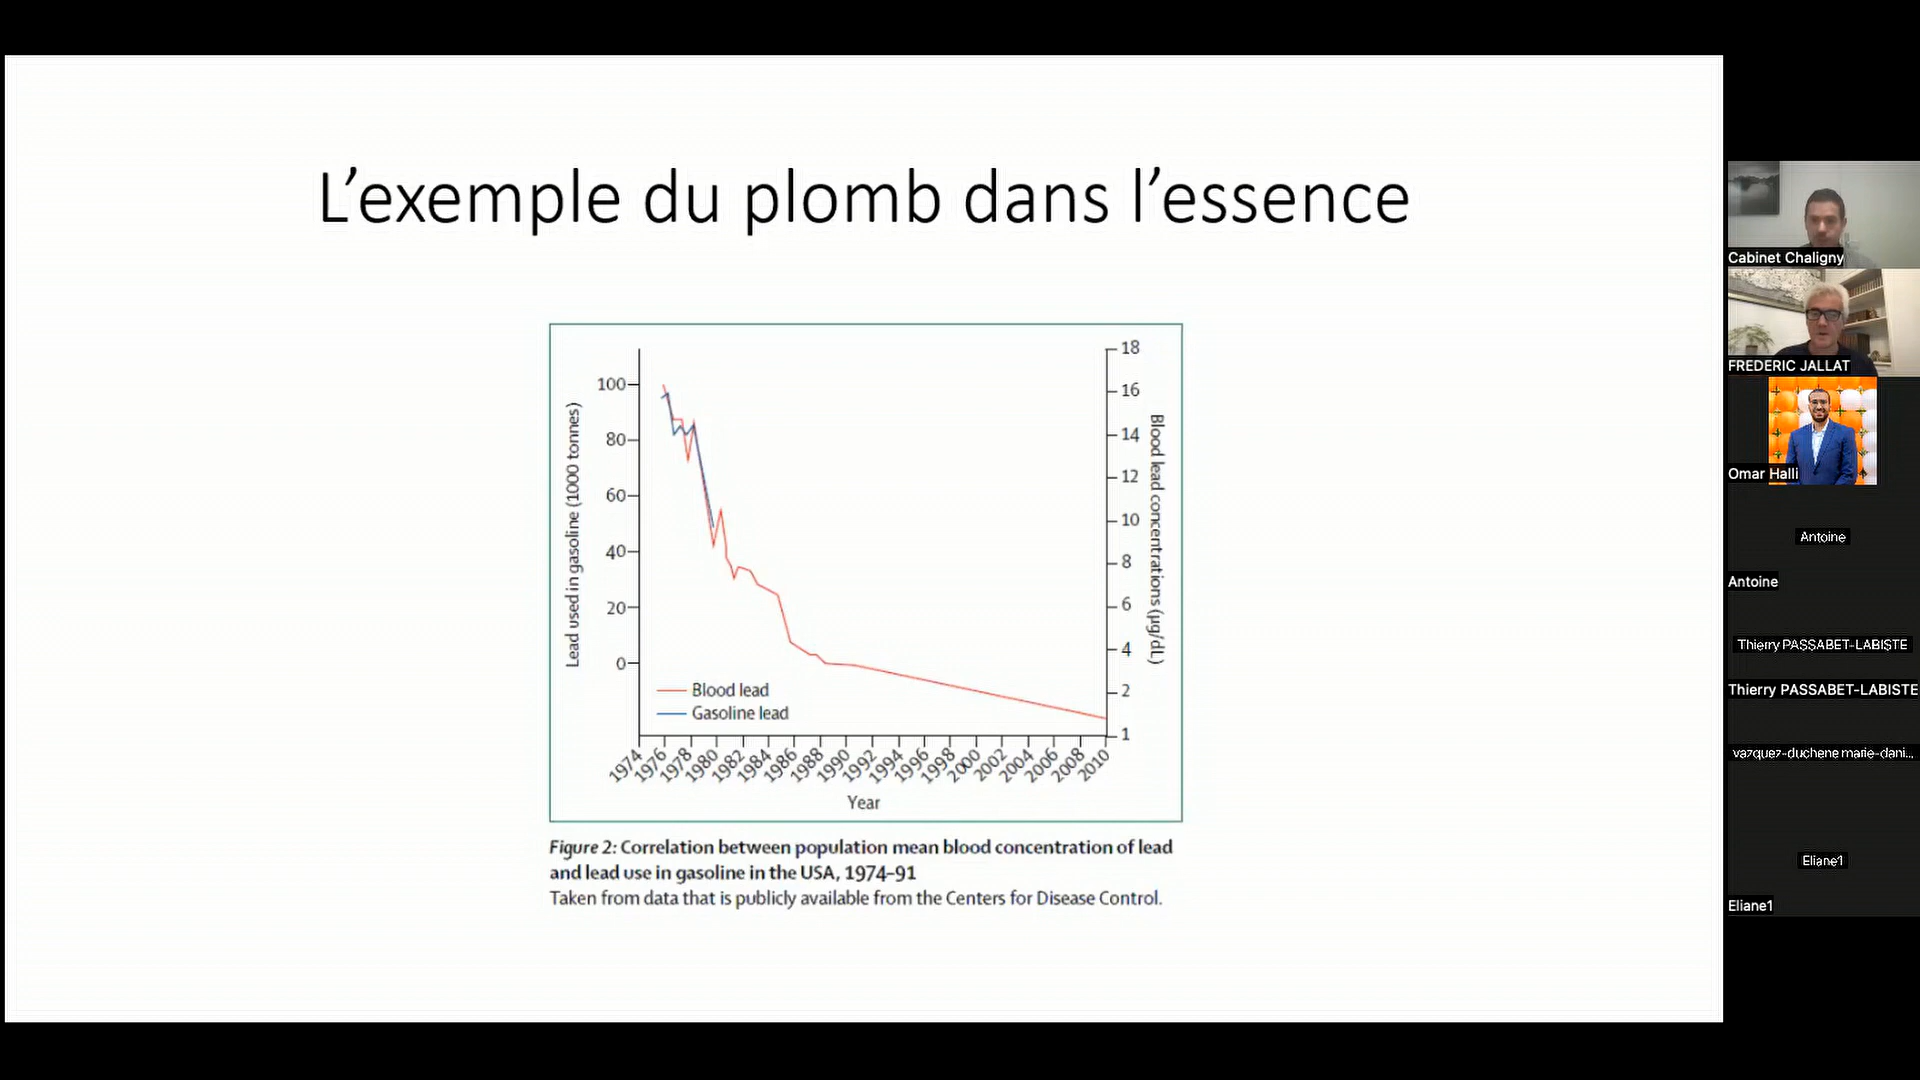 L’exemple du plomb dans l’essence
Lead used in gasoline (1000 tonnes)
100
80
60
40
20
0
18
16
14
12
10
8
6
4
2
1
Blood lead concentrations (µg/dL)
Blood lead
Gasoline lead
1974
1976
1978
1980
1982
1984
1986
1988
1990
1992
1994
1996
1998
2000
2002
2004
2006
2008
2010
Year
Figure 2: Correlation between population mean blood concentration of lead
and lead use in gasoline in the USA, 1974–91
Taken from data that is publicly available from the Centers for Disease Control.
Cabinet Chaligny
FREDERIC JALLAT
Omar Halli
Antoine
Antoine
Thierry PASSABET-LABISTE
Thierry PASSABET-LABISTE
vazquez-duchene marie-dani...
Eliane1
Eliane1